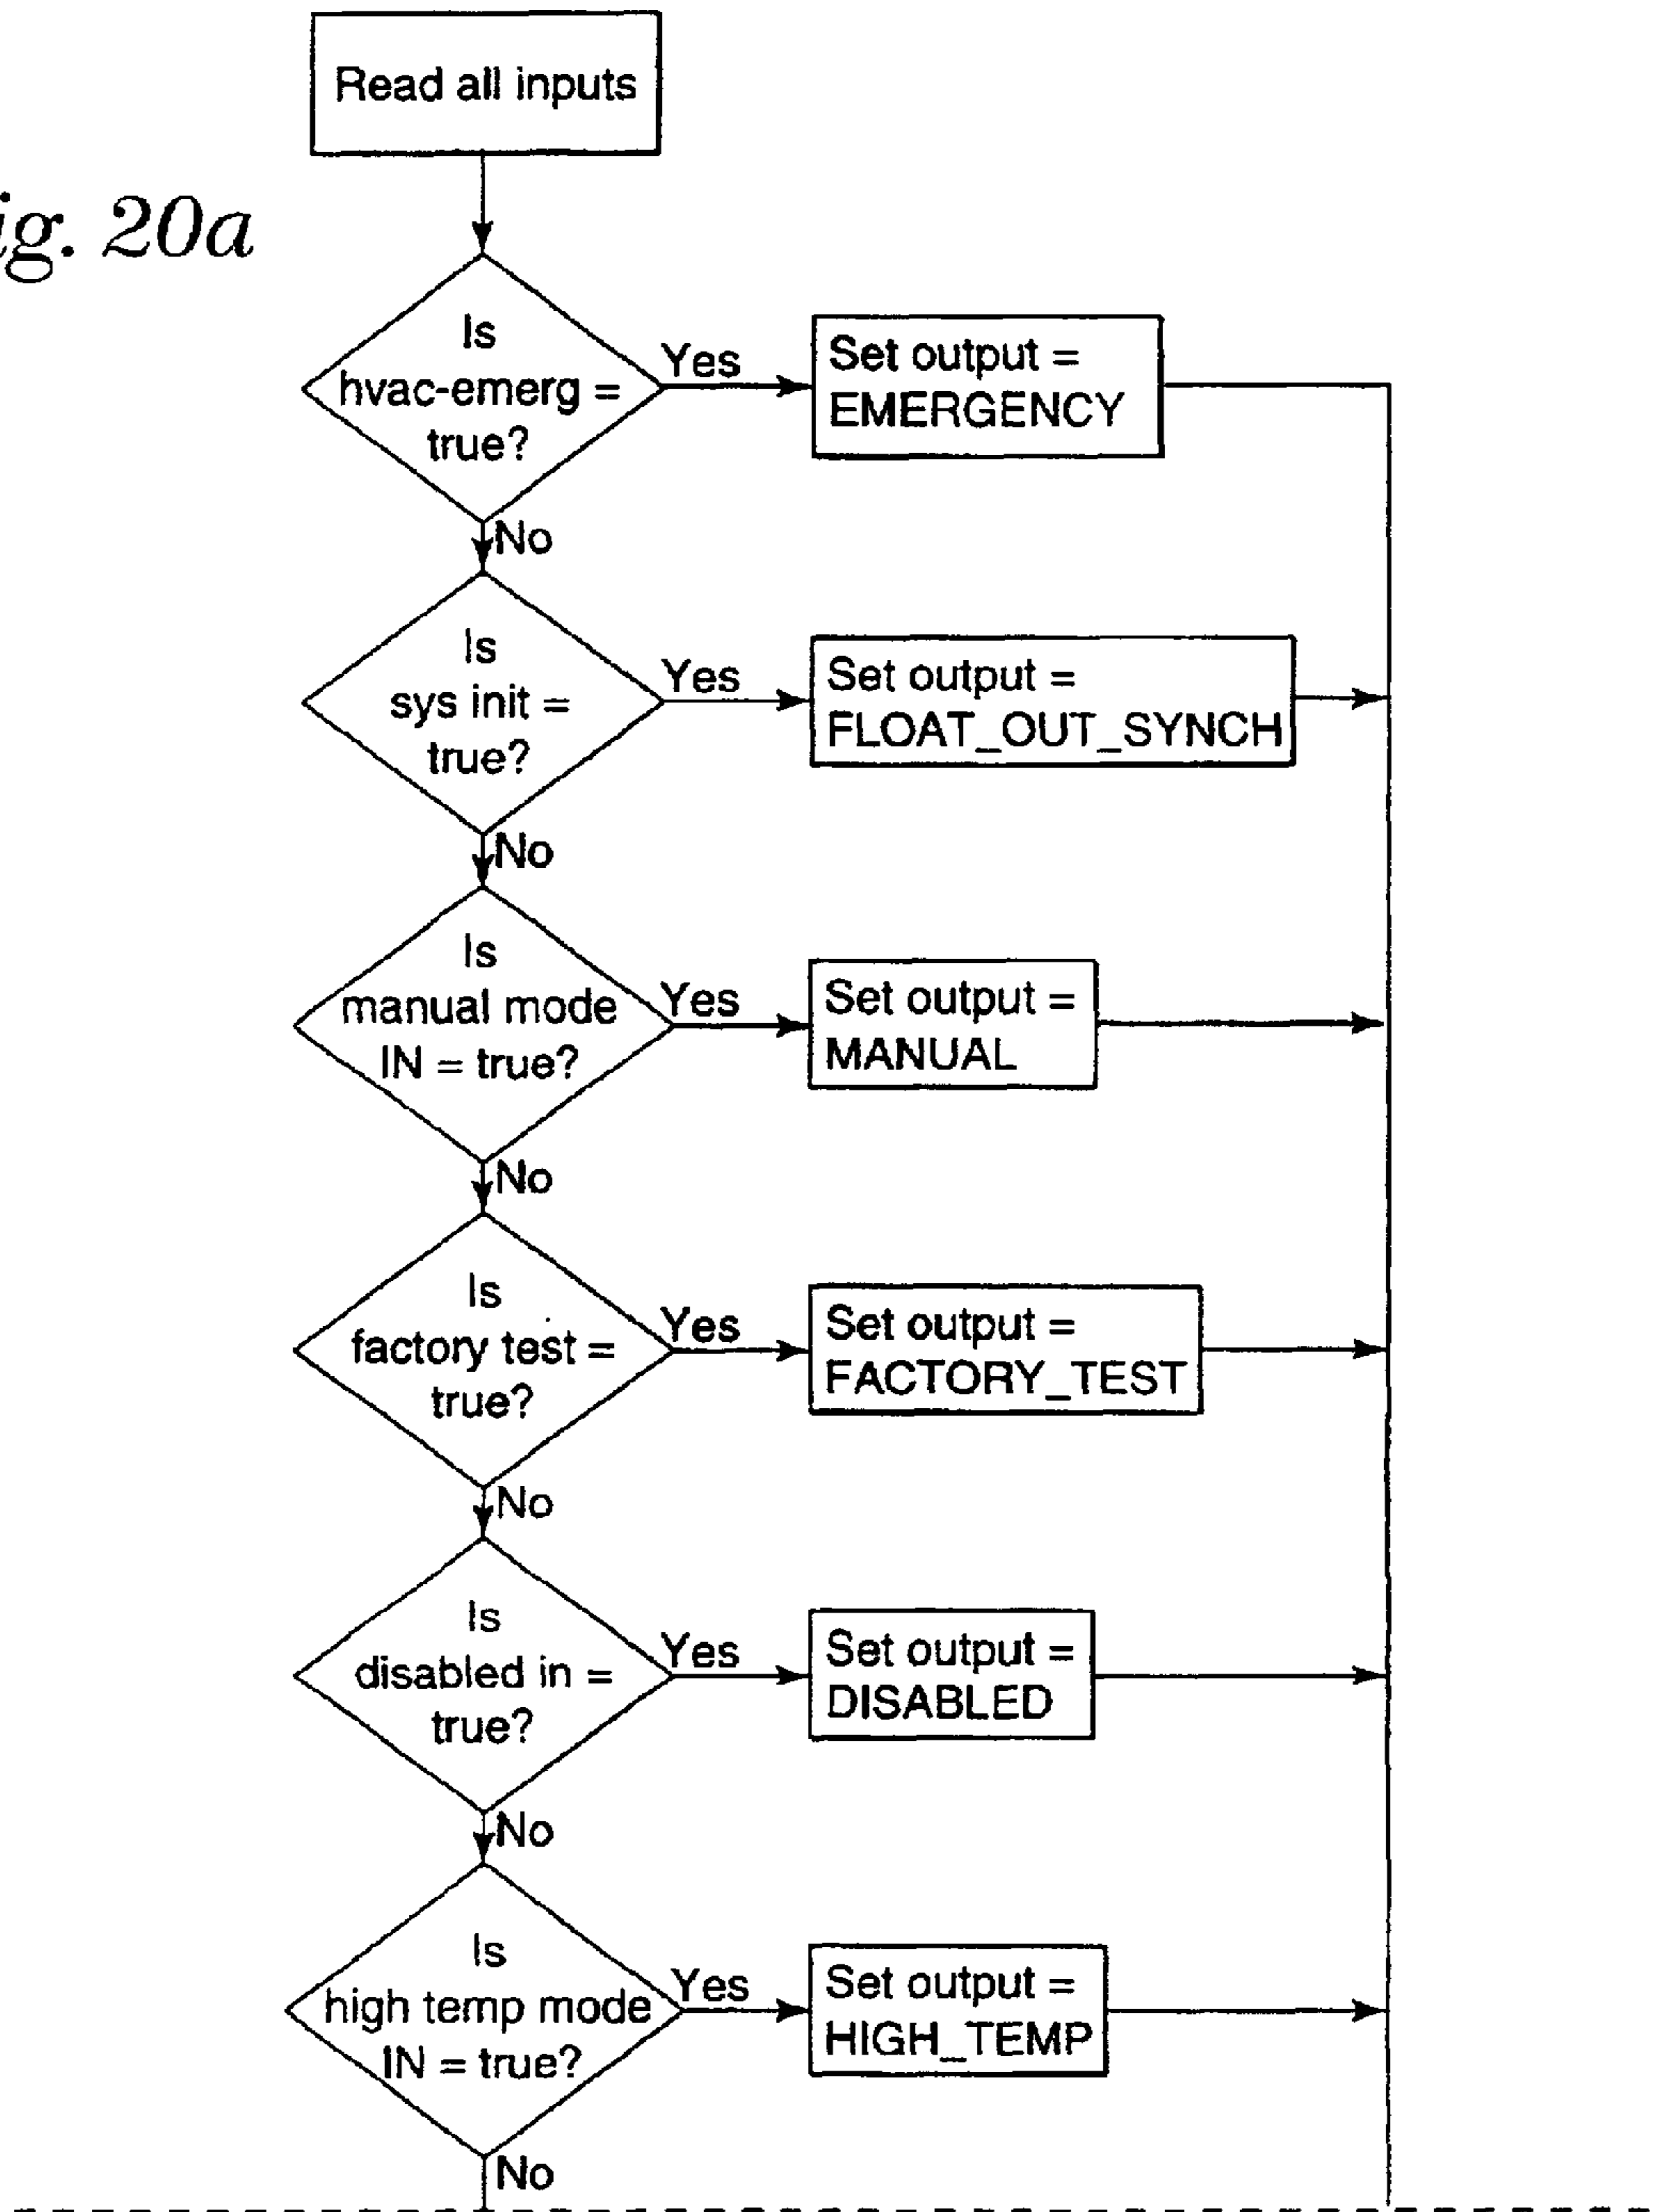 Read all inputs
ig. 20a
Is
hvac-emerg =
true?
Yes
Set output =
EMERGENCY
No
Is
sys init =
true?
Yes
Set output =
FLOAT_OUT_SYNCH
No
Is
manual mode
IN = true?
Yes
Set output =
MANUAL
No
Is
factory test =
true?
Yes
Set output =
FACTORY_TEST
No
Is
disabled in =
true?
Yes
Set output =
DISABLED
No
Is
high temp mode
IN = true?
Yes
Set output =
HIGH_TEMP
No